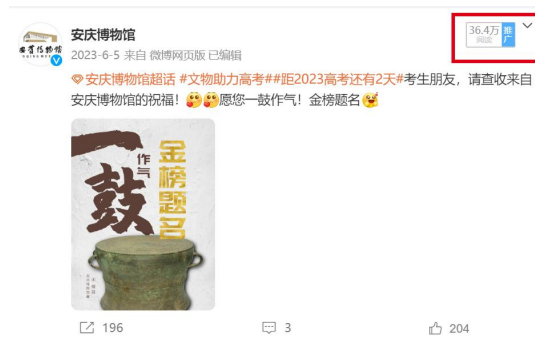 安庆博物馆
36.4万
阅读
推广
2023-6-5 来自 微博网页版 已编辑
安庆博物馆超话 #文物助力高考##距2023高考还有2天#考生朋友，请查收来自
安庆博物馆的祝福！愿您一鼓作气！金榜题名
一鼓
作气
金榜题名
196
3
204